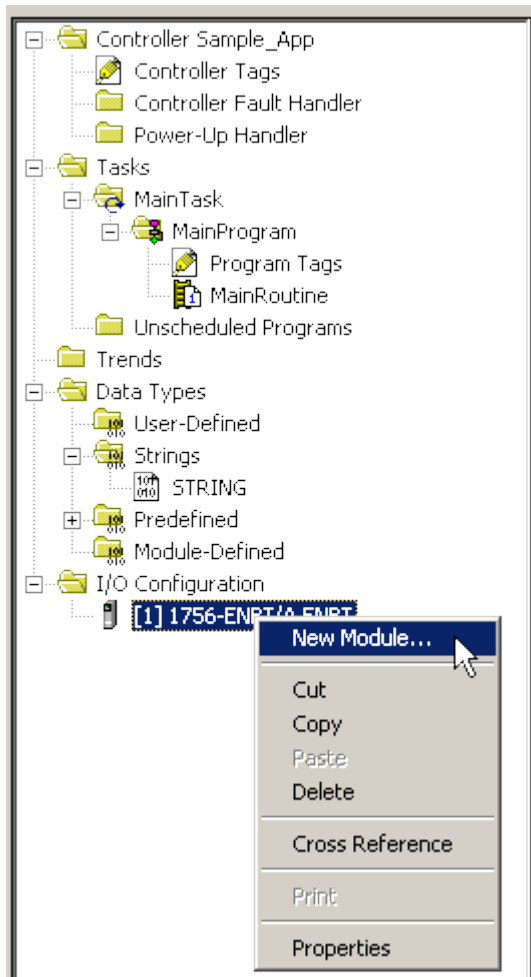 Controller Sample_App
Controller Tags
Controller Fault Handler
Power-Up Handler
Tasks
MainTask
MainProgram
Program Tags
MainRoutine
Unscheduled Programs
Trends
Data Types
User-Defined
Strings
STRING
Predefined
Module-Defined
I/O Configuration
[1] 1756-ENBT/A ENBT
New Module...
Cut
Copy
Paste
Delete
Cross Reference
Print
Properties